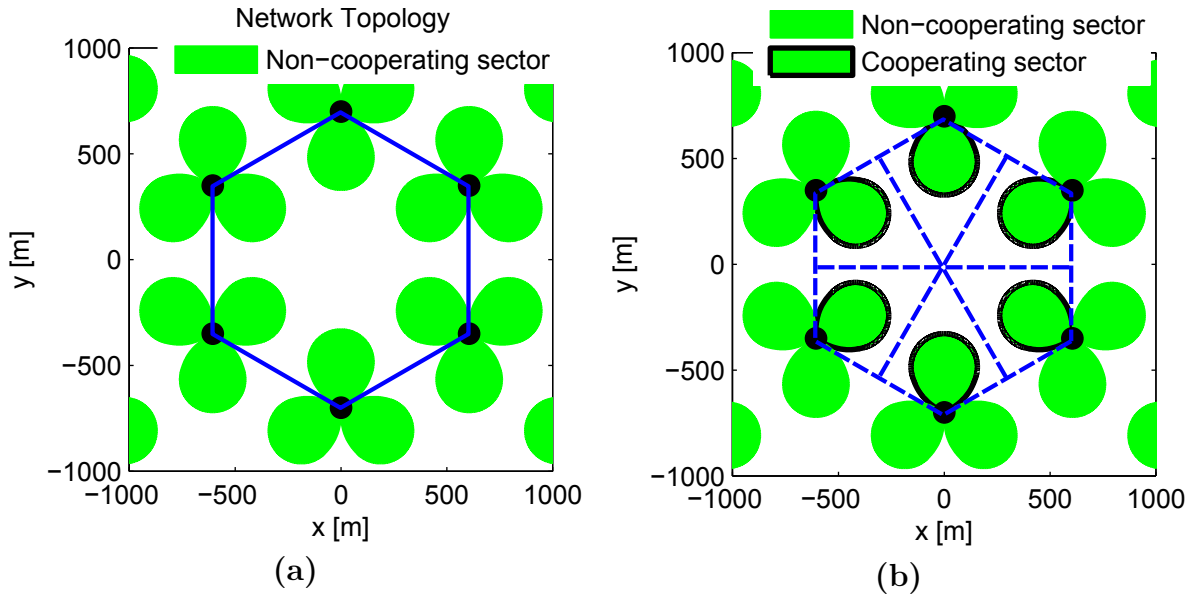 Network Topology
Non−cooperating sector
1000
500
0
−500
−1000
−1000
−500
0
500
1000
y [m]
x [m]
(a)
Non−cooperating sector
Cooperating sector
1000
500
0
−500
−1000
−1000
−500
0
500
1000
y [m]
x [m]
(b)